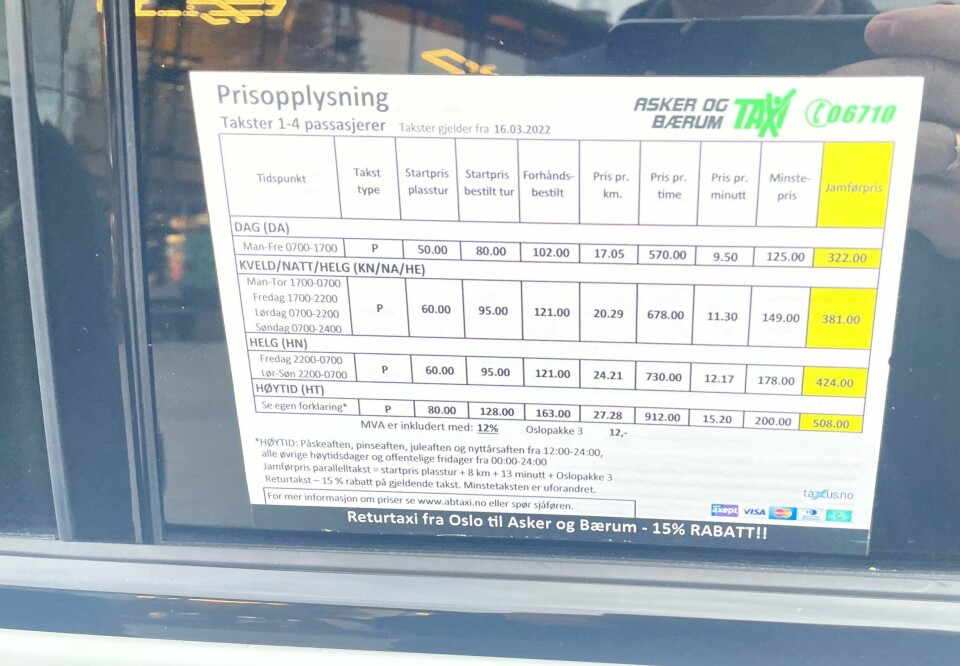 Prisopplysning
Takster 1-4 passasjerer Takster gjelder fra 16.03.2022
ASKER OG BÆRUM TAXI 06710
Tidspunkt Takst type Startpris plasstur Startpris bestilt tur Forhånds-bestilt Pris pr. km. Pris pr. time Pris pr. minutt Minste-pris Jamførpris
DAG (DA)
Man-Fre 0700-1700 P 50.00 80.00 102.00 17.05 570.00 9.50 125.00 322.00
KVELD/NATT/HELG (KN/NA/HE)
Man-Tor 1700-0700
Fredag 1700-2200
Lørdag 0700-2200
Søndag 0700-2400
P 60.00 95.00 121.00 20.29 678.00 11.30 149.00 381.00
HELG (HN)
Fredag 2200-0700
Lør-Søn 2200-0700
P 60.00 95.00 121.00 24.21 730.00 12.17 178.00 424.00
HØYTID (HT)
Se egen forklaring* P 80.00 128.00 163.00 27.28 912.00 15.20 200.00 508.00
MVA er inkludert med: 12% Oslopakke 3 12,-
*HØYTID: Påskeaften, pinseaften, juleaften og nyttårsaften fra 12:00-24:00,
alle øvrige høytidsdager og offentlige fridager fra 00:00-24:00
Jamførpris parallelltakst = startpris plasstur + 8 km + 13 minutt + Oslopakke 3
Returtakst – 15 % rabatt på gjeldende takst. Minstetaksten er uforandret.
For mer informasjon om priser se www.abtaxi.no eller spør sjåføren.
taxus.no
axept VISA
Returtaxi fra Oslo til Asker og Bærum - 15% RABATT!!